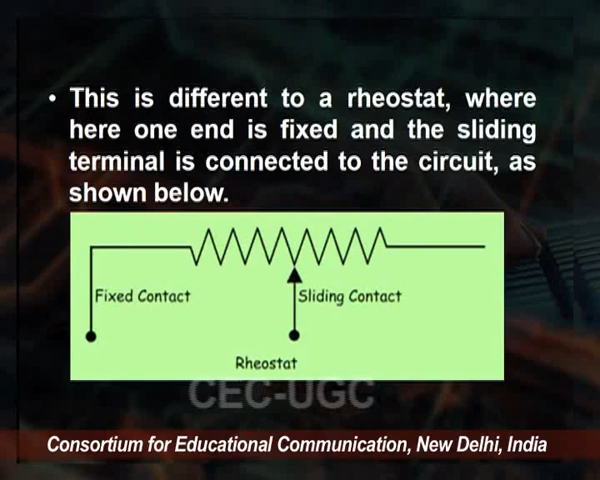 • This is different to a rheostat, where
here one end is fixed and the sliding
terminal is connected to the circuit, as
shown below.
Fixed Contact
Sliding Contact
Rheostat
CEC-UGC
Consortium for Educational Communication, New Delhi, India